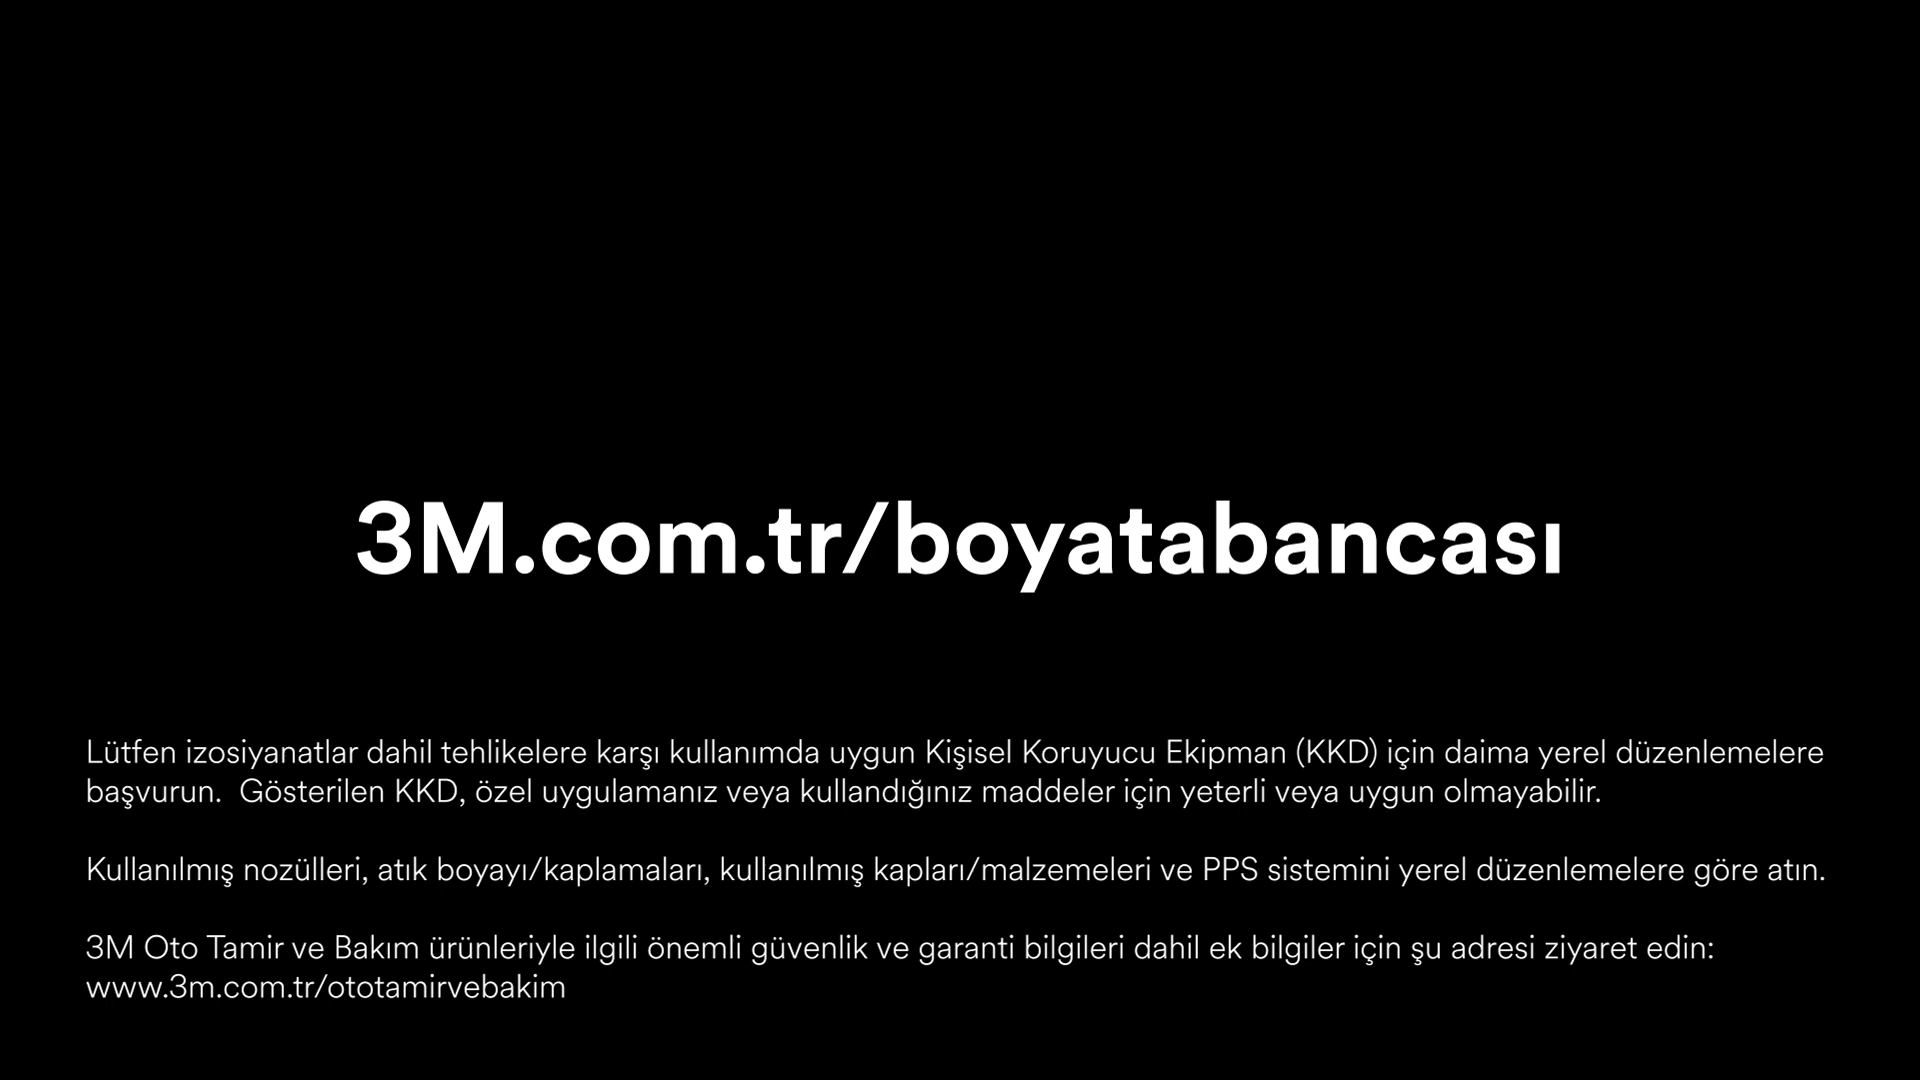 3M.com.tr/boyatabancası
Lütfen izosiyanatlar dahil tehlikelere karşı kullanımda uygun Kişisel Koruyucu Ekipman (KKD) için daima yerel düzenlemelere
başvurun.  Gösterilen KKD, özel uygulamanız veya kullandığınız maddeler için yeterli veya uygun olmayabilir.
Kullanılmış nozülleri, atık boyayı/kaplamaları, kullanılmış kapları/malzemeleri ve PPS sistemini yerel düzenlemelere göre atın.
3M Oto Tamir ve Bakım ürünleriyle ilgili önemli güvenlik ve garanti bilgileri dahil ek bilgiler için şu adresi ziyaret edin:
www.3m.com.tr/ototamirvebakim